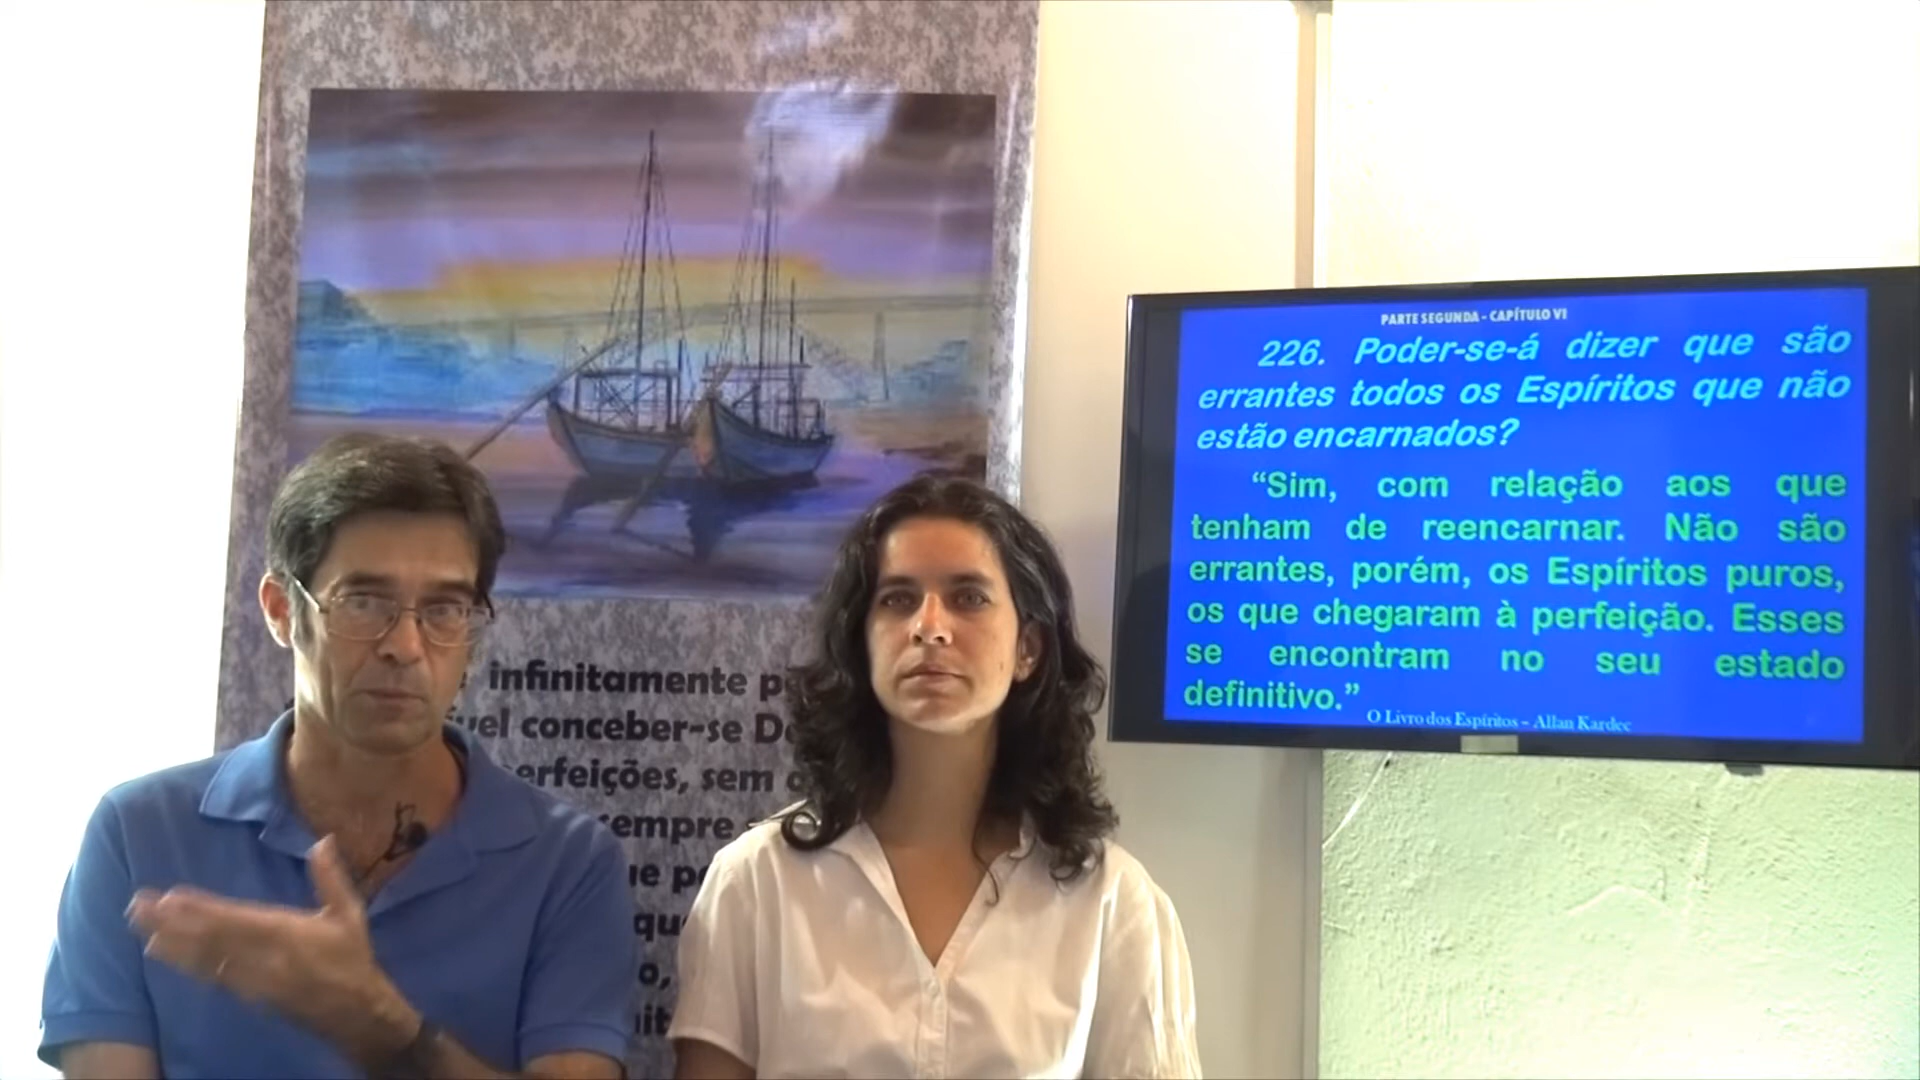 infinitamente
conceber-se
erfeições, sem
sempre
PARTE SEGUNDA - CAPÍTULO VI
226. Poder-se-á dizer que são
errantes todos os Espíritos que não
estão encarnados?
“Sim, com relação aos que
tenham de reencarnar. Não são
errantes, porém, os Espíritos puros,
os que chegaram à perfeição. Esses
se encontram no seu estado
definitivo.”
O Livro dos Espíritos – Allan Kardec